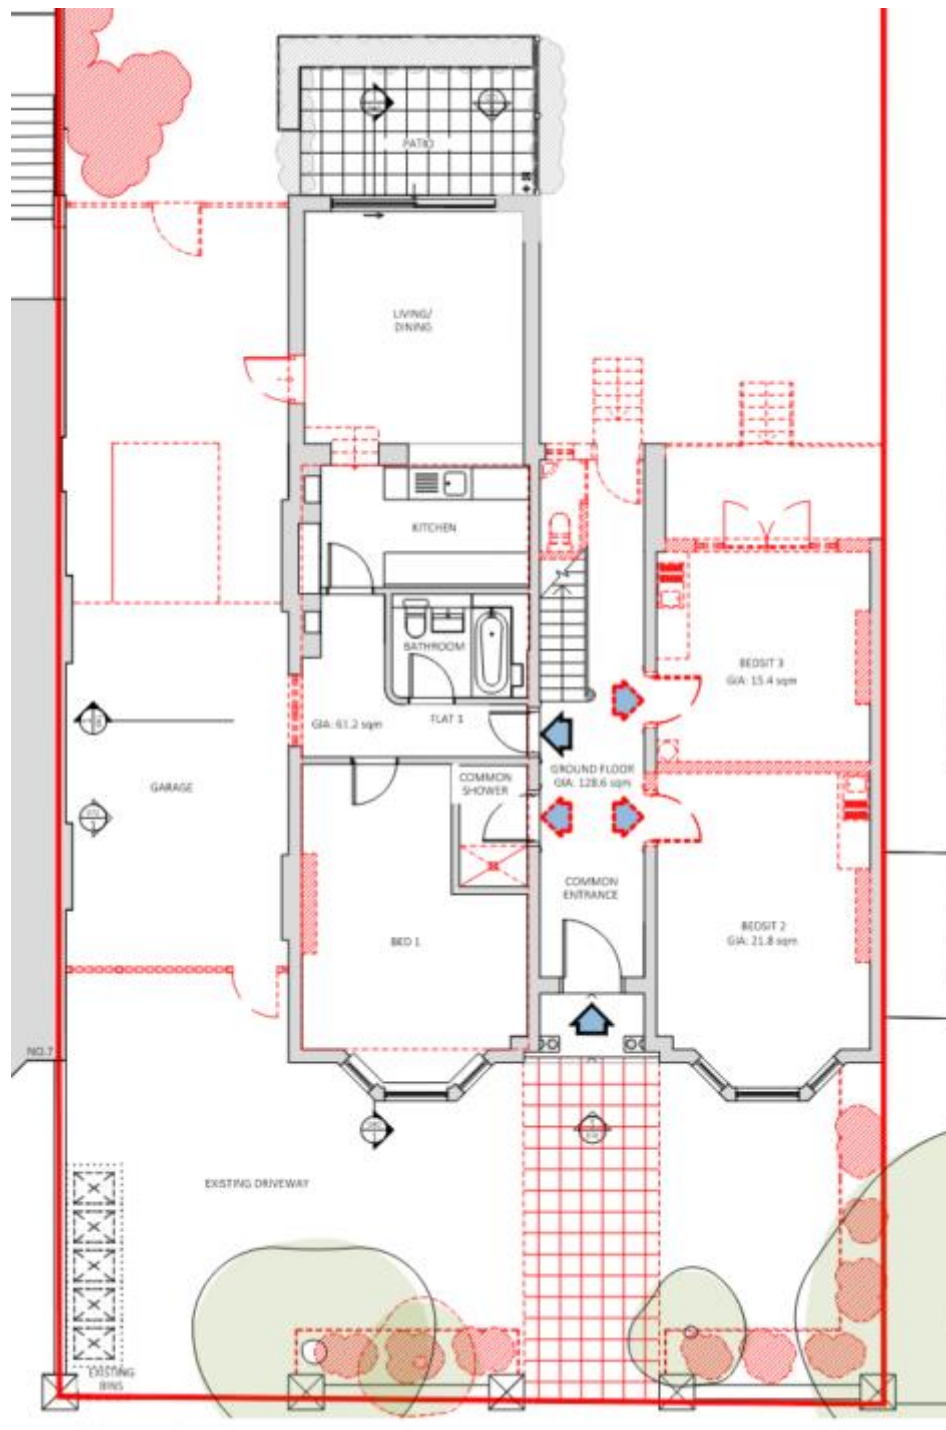 PATIO
LIVING/
DINING
KITCHEN
BATHROOM
BEDSIT 3
GIA: 15.4 sqm
FLAT 1
GIA: 61.2 sqm
GROUND FLOOR
GIA: 128.6 sqm
COMMON
SHOWER
GARAGE
COMMON
ENTRANCE
BEDSIT 2
GIA: 21.8 sqm
BED 1
NO.7
EXISTING DRIVEWAY
EXISTING
BINS